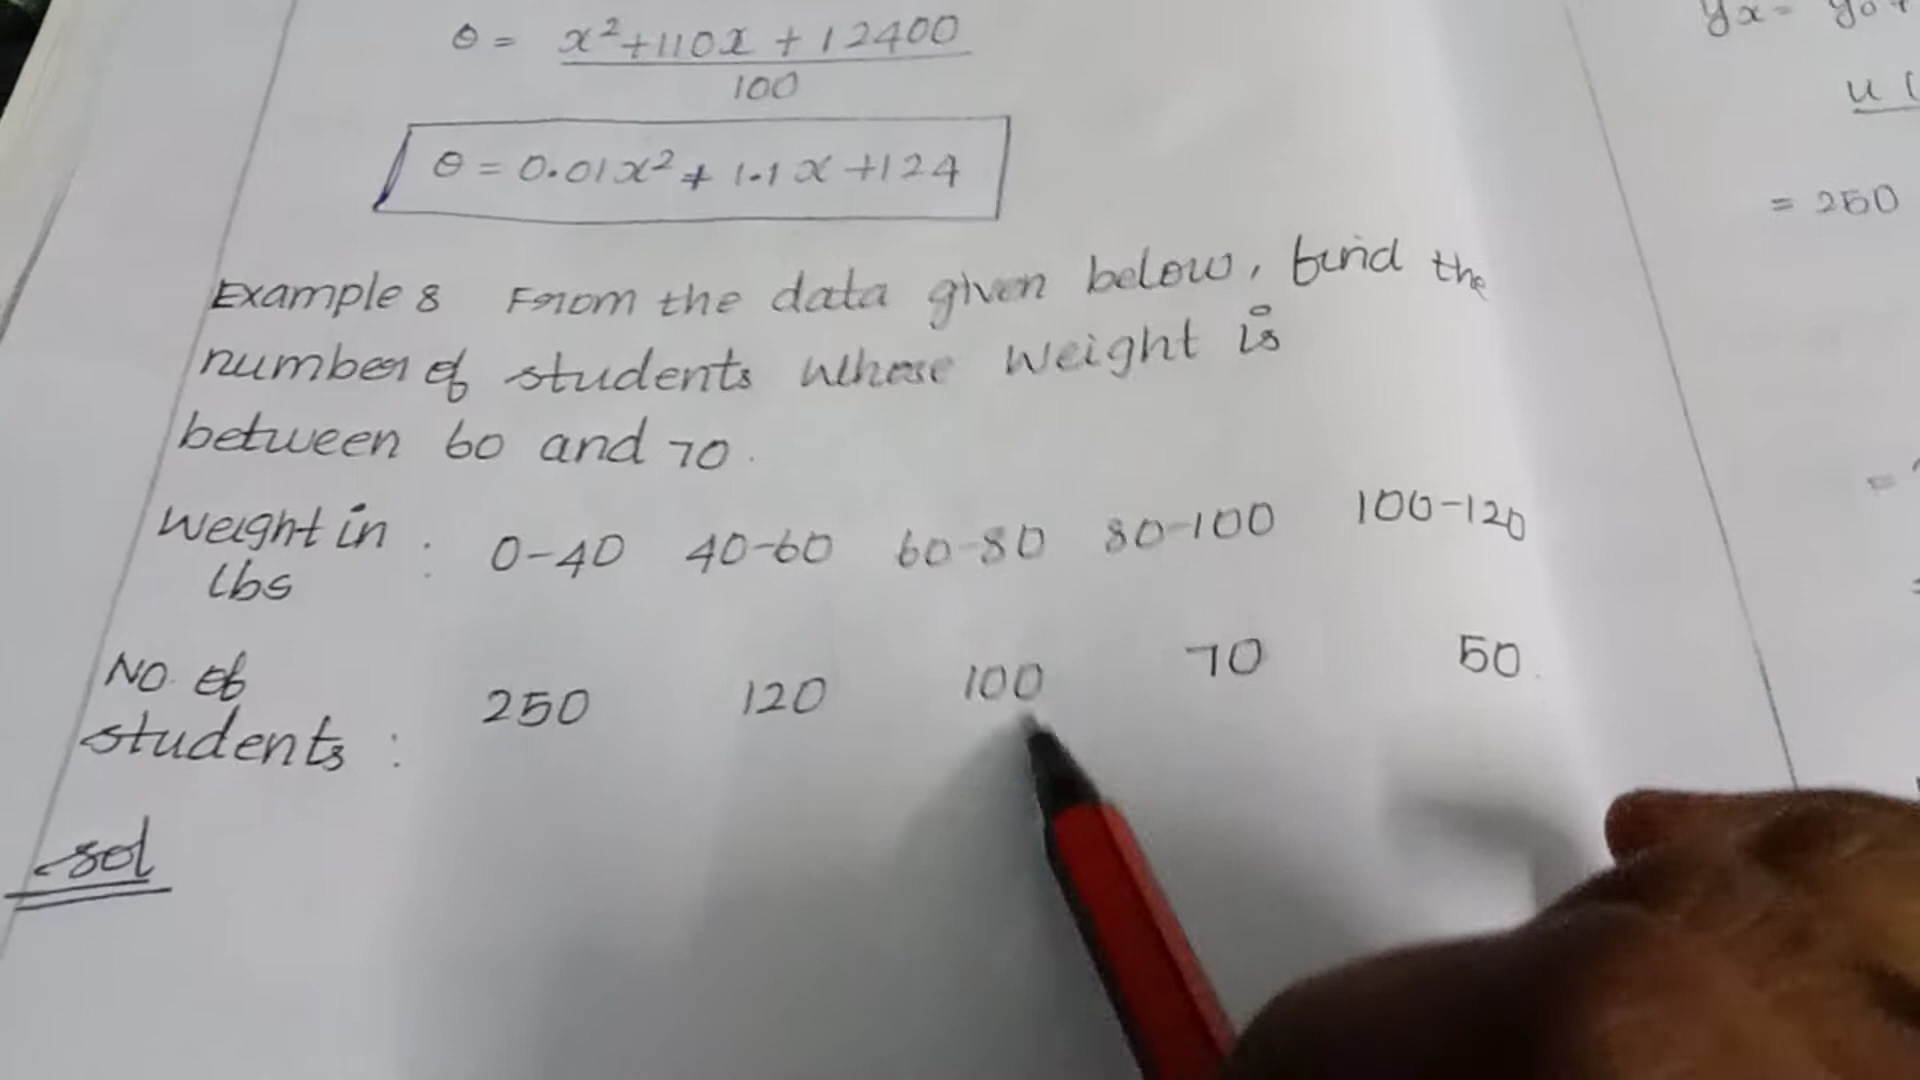 θ = x²+110x + 12400
100
θ = 0.01x² + 1.1x +124
Example 8 From the data given below, find the
number of students whose weight is
between 60 and 70.
Weight in : 0-40 40-60 60-80 80-100 100-120
lbs
No. of
students : 250 120 100 70 50
sol
yx = y0 +
u (
= 250
=
=